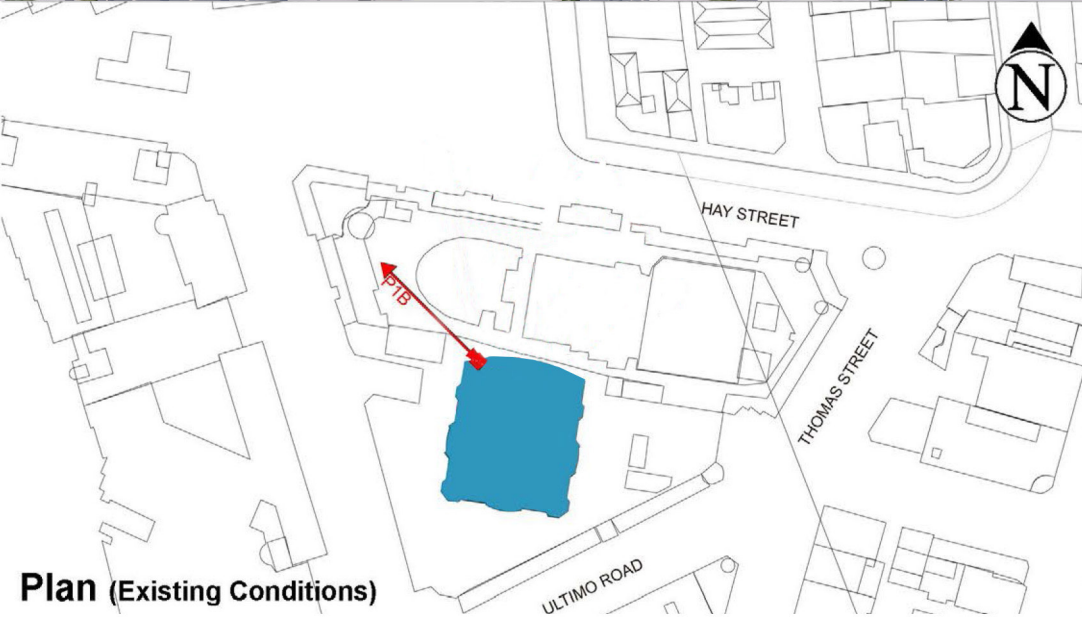 N
HAY STREET
P1B
THOMAS STREET
ULTIMO ROAD
Plan (Existing Conditions)